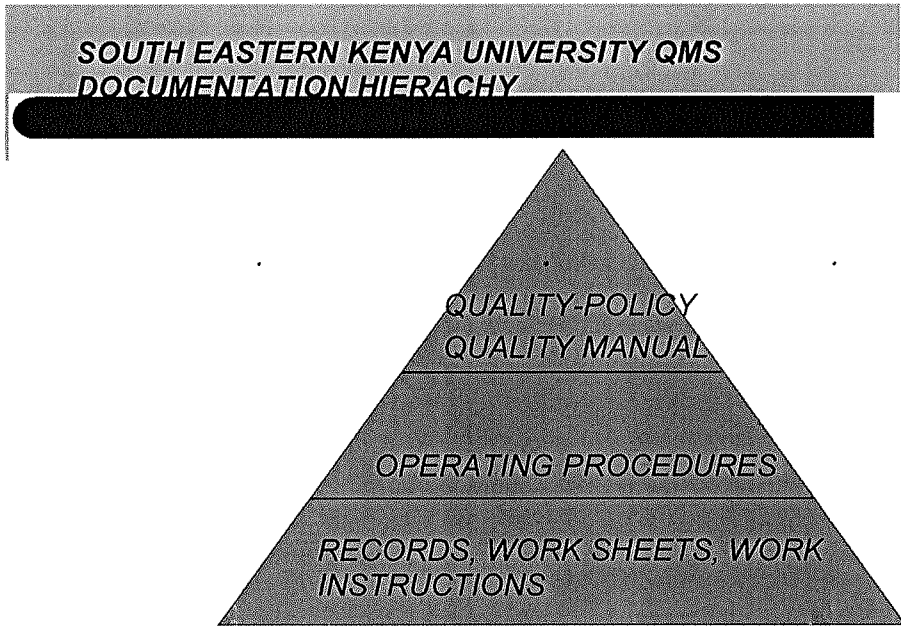 SOUTH EASTERN KENYA UNIVERSITY QMS
DOCUMENTATION HIERACHY
QUALITY-POLICY
QUALITY MANUAL
OPERATING PROCEDURES
RECORDS, WORK SHEETS, WORK
INSTRUCTIONS